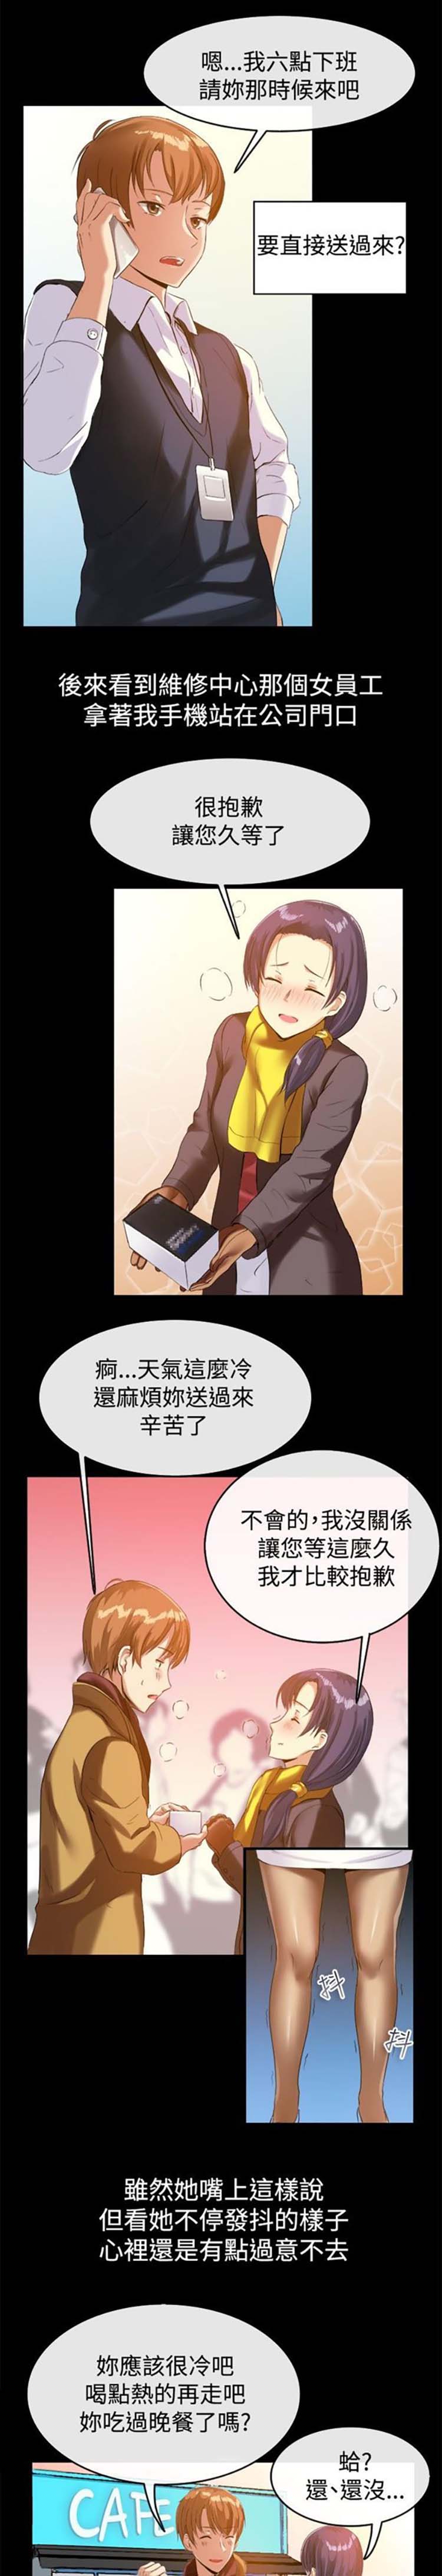 嗯...我六點下班
請妳那時候來吧
要直接送過來?
後來看到維修中心那個女員工
拿著我手機站在公司門口
很抱歉
讓您久等了
痾...天氣這麼冷
還麻煩妳送過來
辛苦了
不會的，我沒關係
讓您等這麼久
我才比較抱歉
抖
抖
雖然她嘴上這樣說
但看她不停發抖的樣子
心裡還是有點過意不去
妳應該很冷吧
喝點熱的再走吧
妳吃過晚餐了嗎?
蛤?
還、還沒...
CAFE